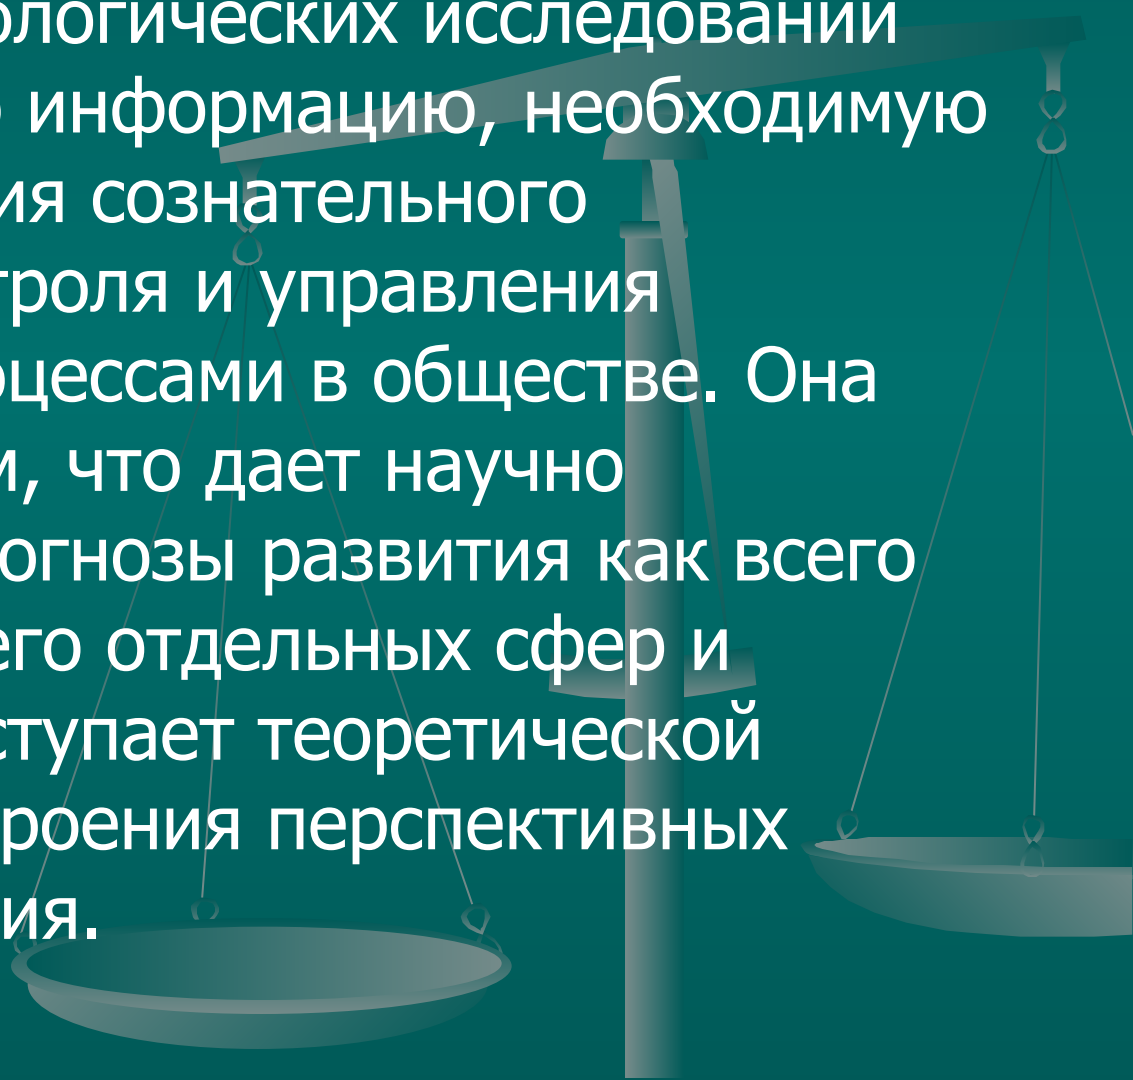 ологических исследований
о информацию, необходимую
ия сознательного
троля и управления
оцессами в обществе. Она
м, что дает научно
огнозы развития как всего
его отдельных сфер и
ступает теоретической
роения перспективных
ия.